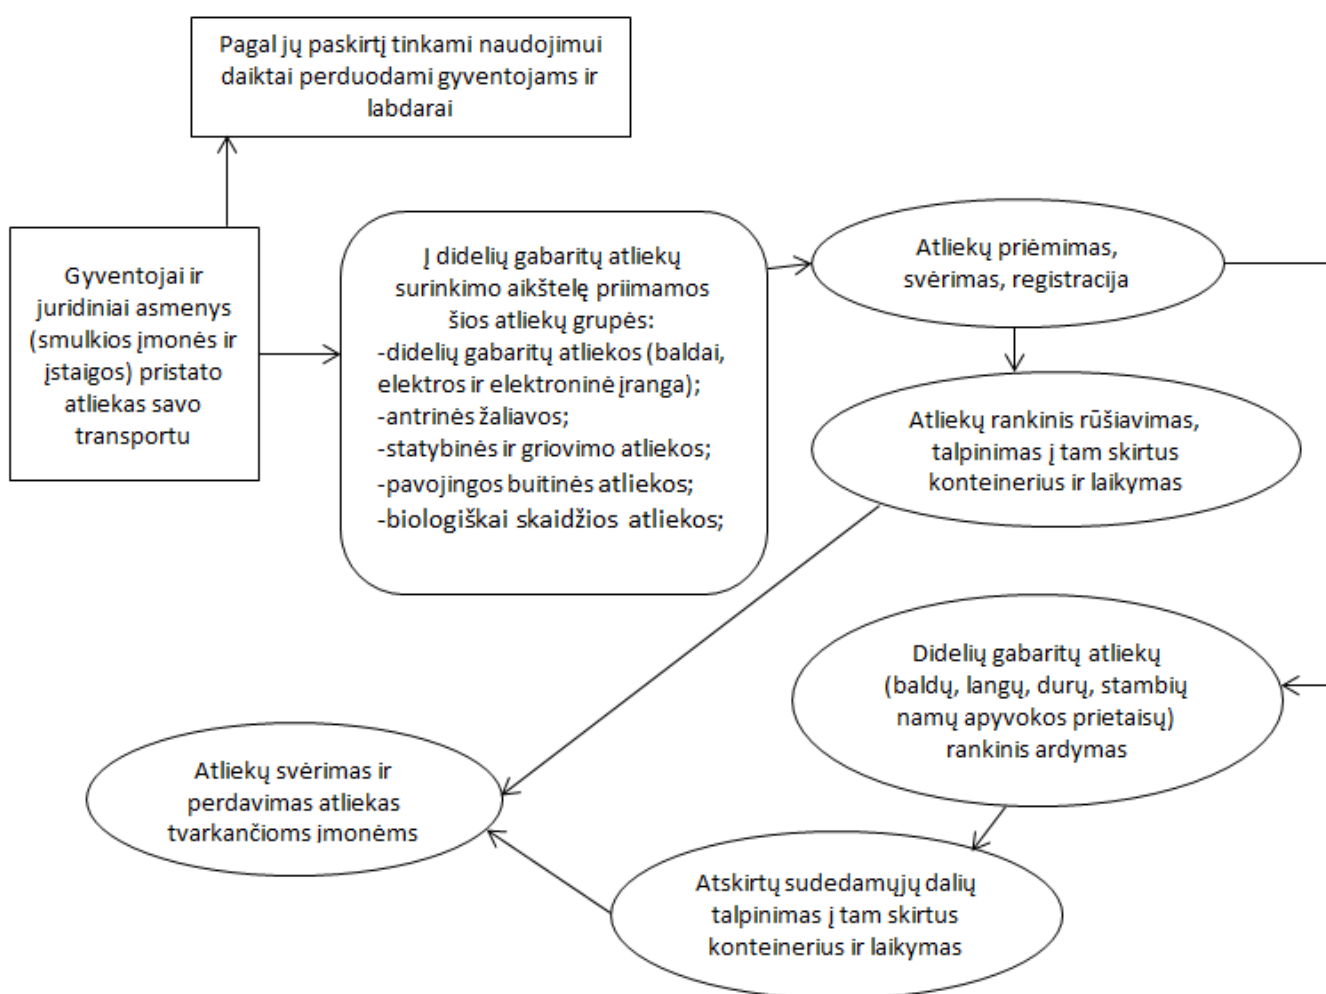 Pagal jų paskirtį tinkami naudojimui
daiktai perduodami gyventojams ir
labdarai
Gyventojai ir
juridiniai asmenys
(smulkios įmonės ir
įstaigos) pristato
atliekas savo
transportu
Į didelių gabaritų atliekų
surinkimo aikštelę priimamos
šios atliekų grupės:
-didelių gabaritų atliekos (baldai,
elektros ir elektroninė įranga);
-antrinės žaliavos;
-statybinės ir griovimo atliekos;
-pavojingos buitinės atliekos;
-biologiškai skaidžios atliekos;
Atliekų priėmimas,
svėrimas, registracija
Atliekų rankinis rūšiavimas,
talpinimas į tam skirtus
konteinerius ir laikymas
Didelių gabaritų atliekų
(baldų, langų, durų, stambių
namų apyvokos prietaisų)
rankinis ardymas
Atliekų svėrimas ir
perdavimas atliekas
tvarkančioms įmonėms
Atskirtų sudedamųjų dalių
talpinimas į tam skirtus
konteinerius ir laikymas